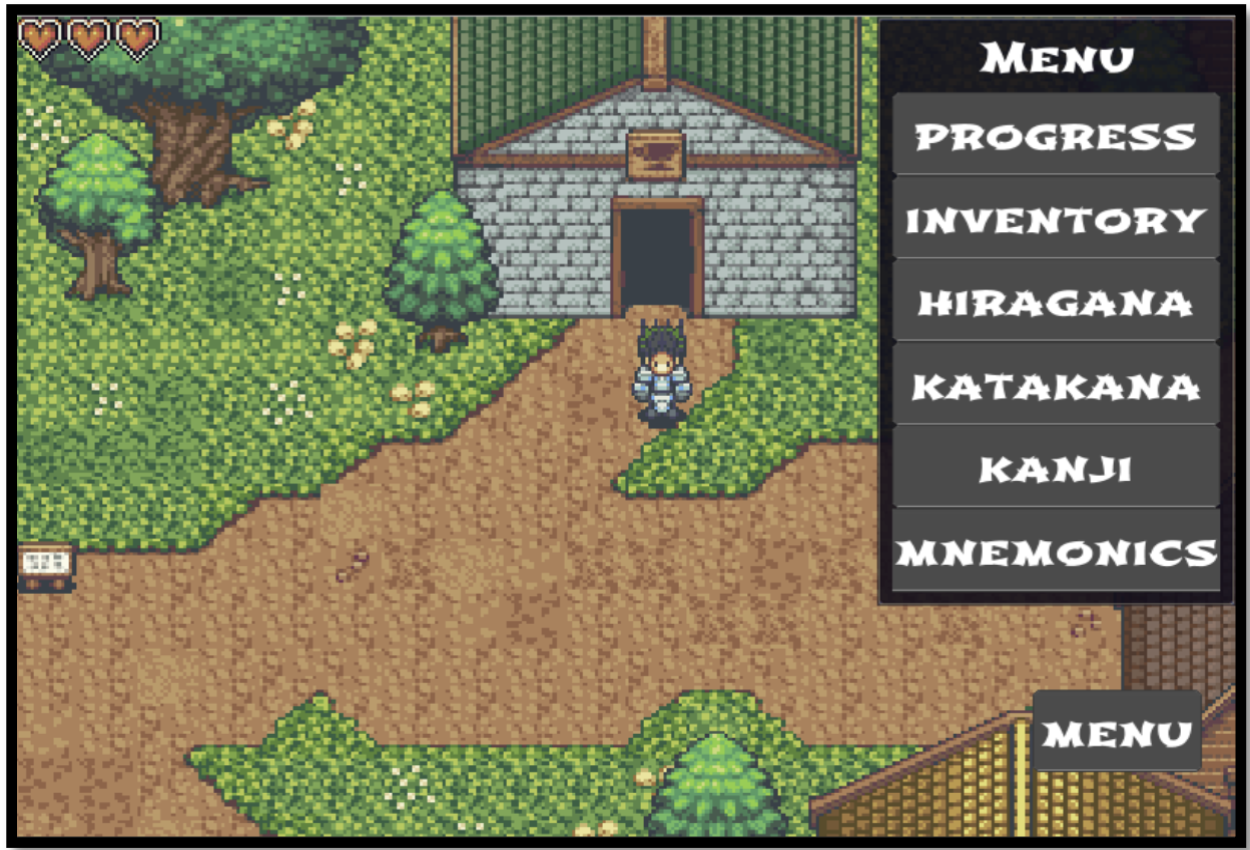 MENU
PROGRESS
INVENTORY
HIRAGANA
KATAKANA
KANJI
MNEMONICS
MENU